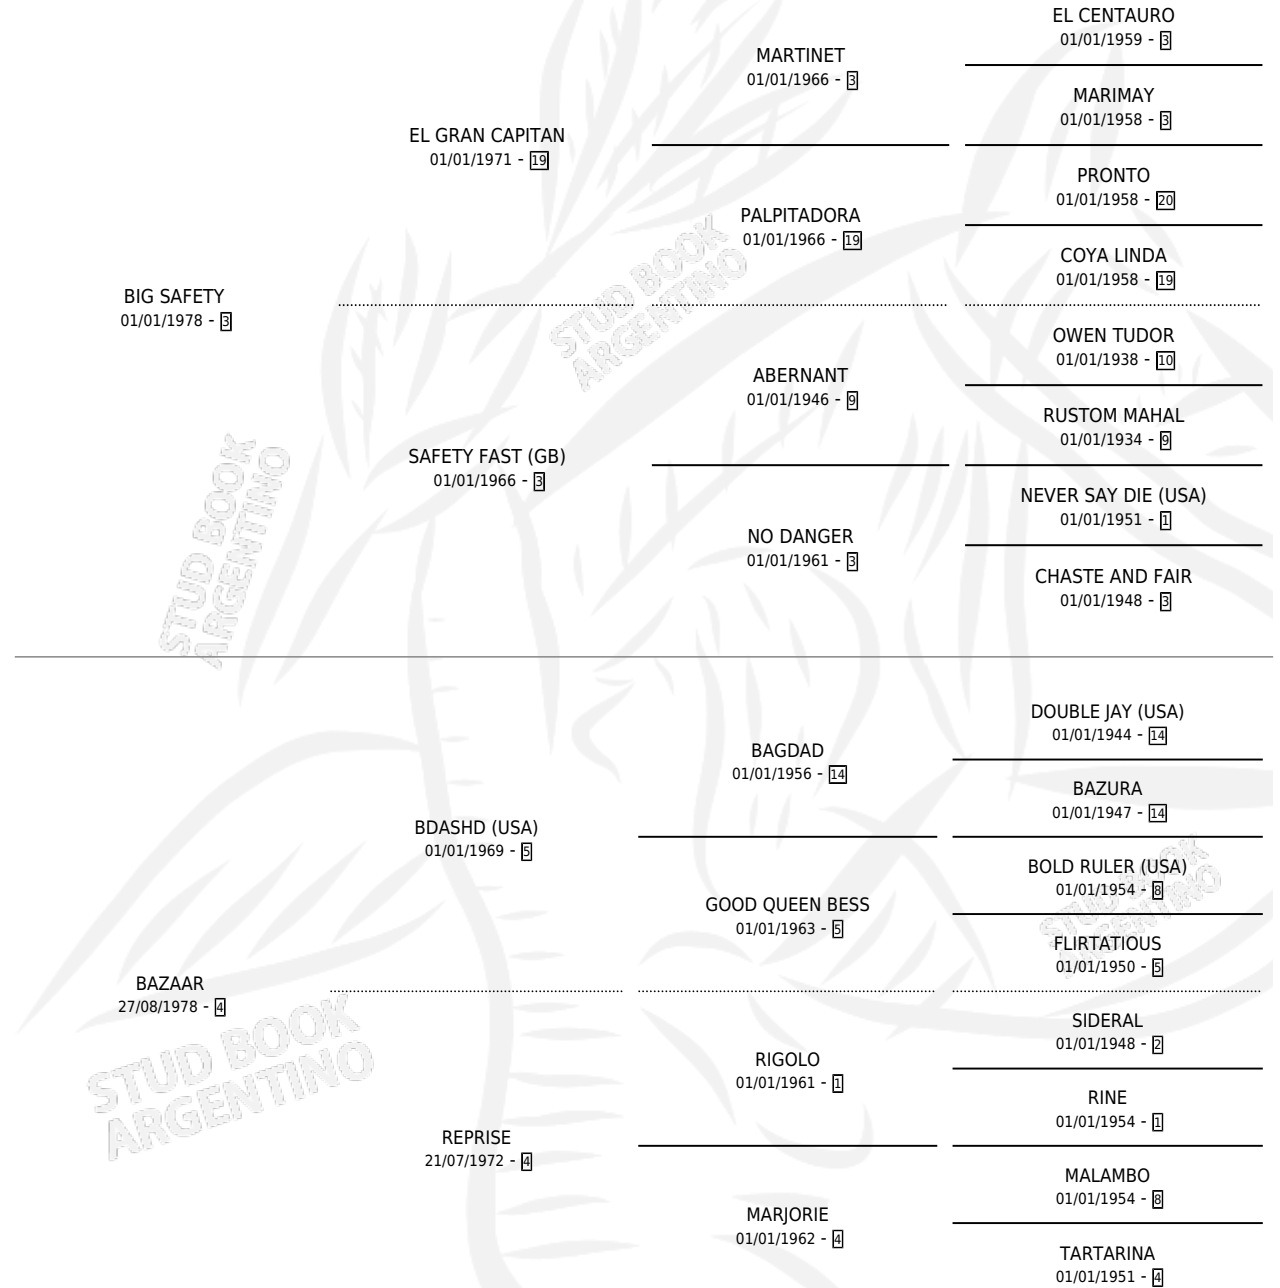 EL CENTAURO
01/01/1959 - 3
MARTINET
01/01/1966 - 3
MARIMAY
01/01/1958 - 3
EL GRAN CAPITAN
01/01/1971 - 19
PRONTO
01/01/1958 - 20
PALPITADORA
01/01/1966 - 19
COYA LINDA
01/01/1958 - 19
BIG SAFETY
01/01/1978 - 3
STUD BOOK
ARGENTINO
OWEN TUDOR
01/01/1938 - 10
ABERNANT
01/01/1946 - 9
RUSTOM MAHAL
01/01/1934 - 9
SAFETY FAST (GB)
01/01/1966 - 3
NEVER SAY DIE (USA)
01/01/1951 - 1
NO DANGER
01/01/1961 - 3
CHASTE AND FAIR
01/01/1948 - 3
STUD BOOK
ARGENTINO
DOUBLE JAY (USA)
01/01/1944 - 14
BAGDAD
01/01/1956 - 14
BAZURA
01/01/1947 - 14
BDASHD (USA)
01/01/1969 - 5
BOLD RULER (USA)
01/01/1954 - 8
GOOD QUEEN BESS
01/01/1963 - 5
STUD BOOK
ARGENTINO
FLIRTATIOUS
01/01/1950 - 5
BAZAAR
27/08/1978 - 4
SIDERAL
01/01/1948 - 2
RIGOLO
01/01/1961 - 1
STUD BOOK
ARGENTINO
RINE
01/01/1954 - 1
REPRISE
21/07/1972 - 4
MALAMBO
01/01/1954 - 8
MARJORIE
01/01/1962 - 4
TARTARINA
01/01/1951 - 4